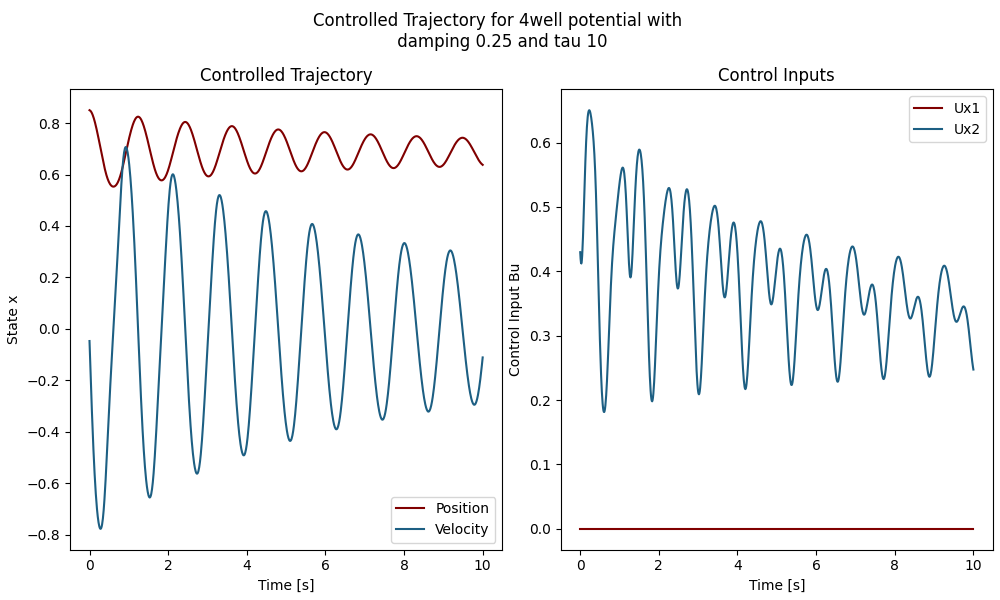 Controlled Trajectory for 4well potential with
damping 0.25 and tau 10
Controlled Trajectory
State x
0.8
0.6
0.4
0.2
0.0
−0.2
−0.4
−0.6
−0.8
Position
Velocity
0 2 4 6 8 10
Time [s]
Control Inputs
Control Input Bu
0.6
0.5
0.4
0.3
0.2
0.1
0.0
Ux1
Ux2
0 2 4 6 8 10
Time [s]